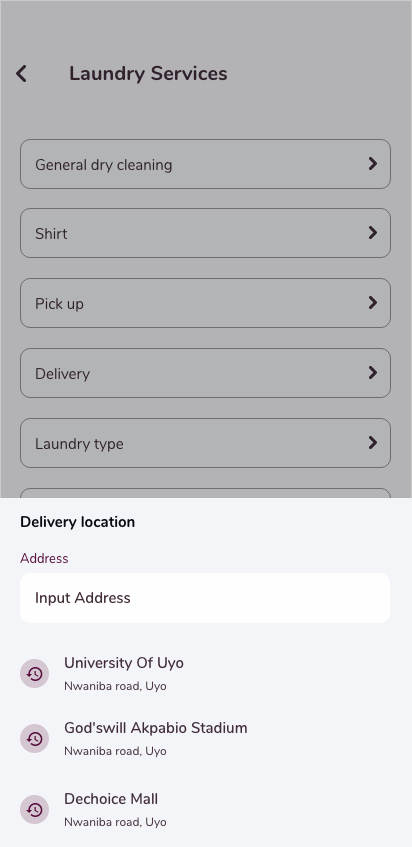 Laundry Services
General dry cleaning
Shirt
Pick up
Delivery
Laundry type
Delivery location
Address
Input Address
University Of Uyo
Nwaniba road, Uyo
God'swill Akpabio Stadium
Nwaniba road, Uyo
Dechoice Mall
Nwaniba road, Uyo